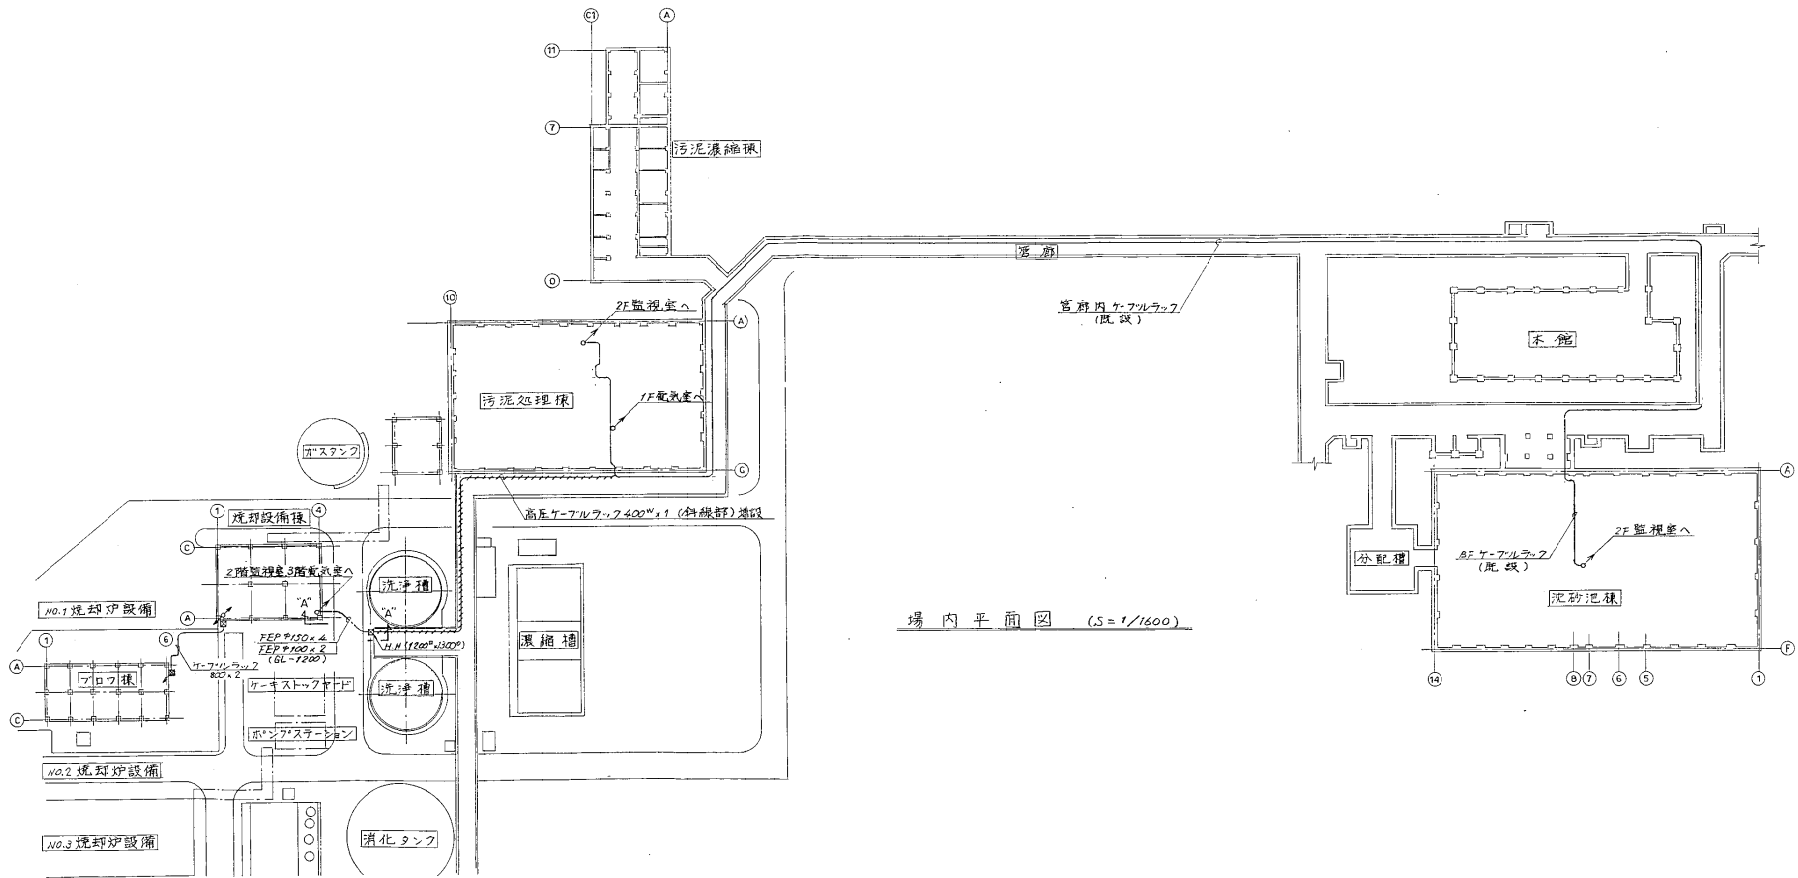 C1
A
11
7
汚泥濃縮棟
0
10
2F監視室へ
A
管廊
管廊内ケーブルラック
(既設)
本館
1F電気室へ
汚泥処理棟
ガスタンク
G
A
高圧ケーブルラック400W×1 (斜線部)増設
1
焼却設備棟
4
C
2階監視室3階電気室へ
洗浄槽
分配槽
BFケーブルラック
(既設)
2F監視室へ
沈砂池棟
NO.1焼却炉設備
A
"A"
"A"
FEPφ150×4
FEPφ100×2
(GL-1200)
H.H(1200□×1300D)
濃縮槽
場内平面図 (S=1/1600)
F
1
6
A
ケーブルラック
800×2
ブロワ棟
C
ケーキストックヤード
洗浄槽
14
8
7
6
5
1
ポンプステーション
NO.2焼却炉設備
NO.3焼却炉設備
消化タンク